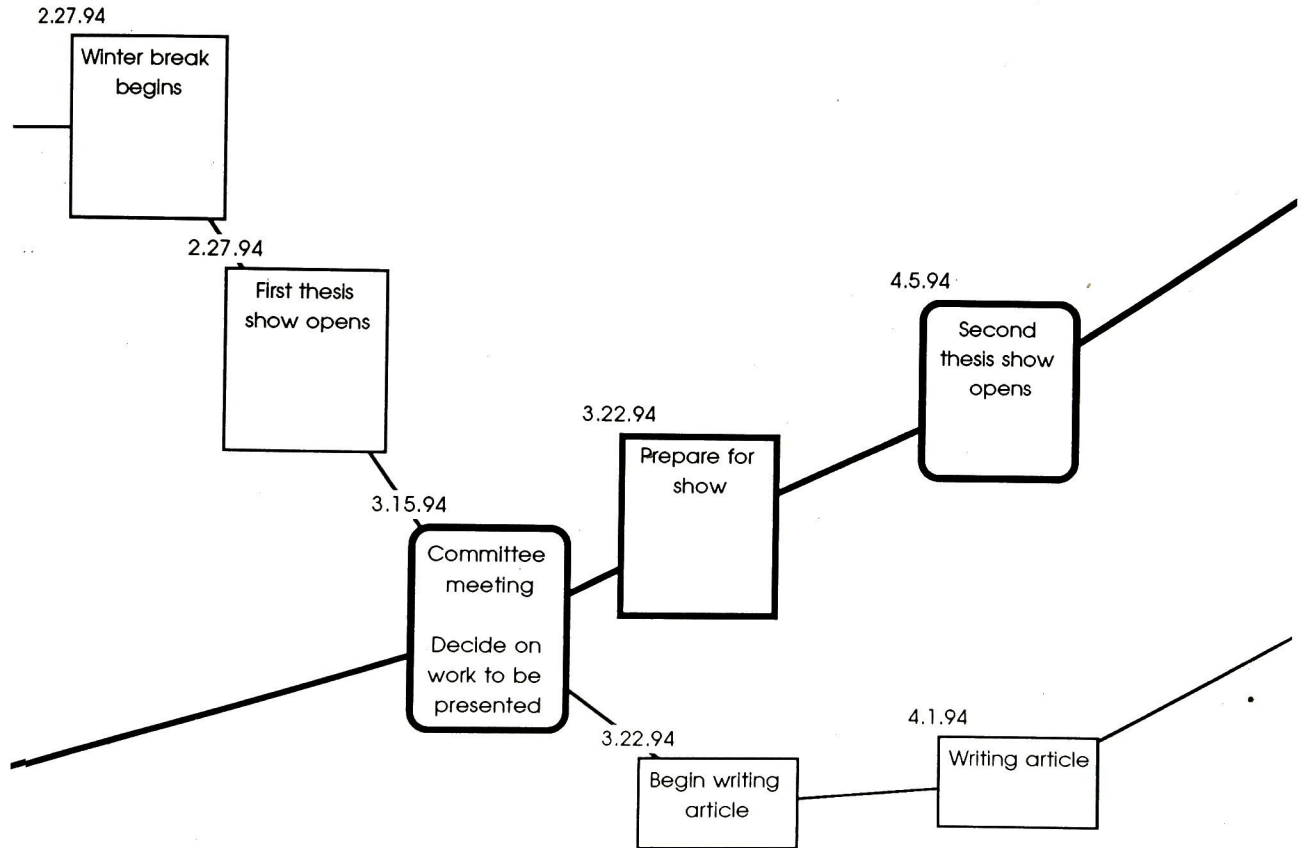 2.27.94
Winter break
begins
2.27.94
First thesis
show opens
3.15.94
Committee
meeting
Decide on
work to be
presented
3.22.94
Prepare for
show
4.5.94
Second
thesis show
opens
3.22.94
Begin writing
article
4.1.94
Writing article